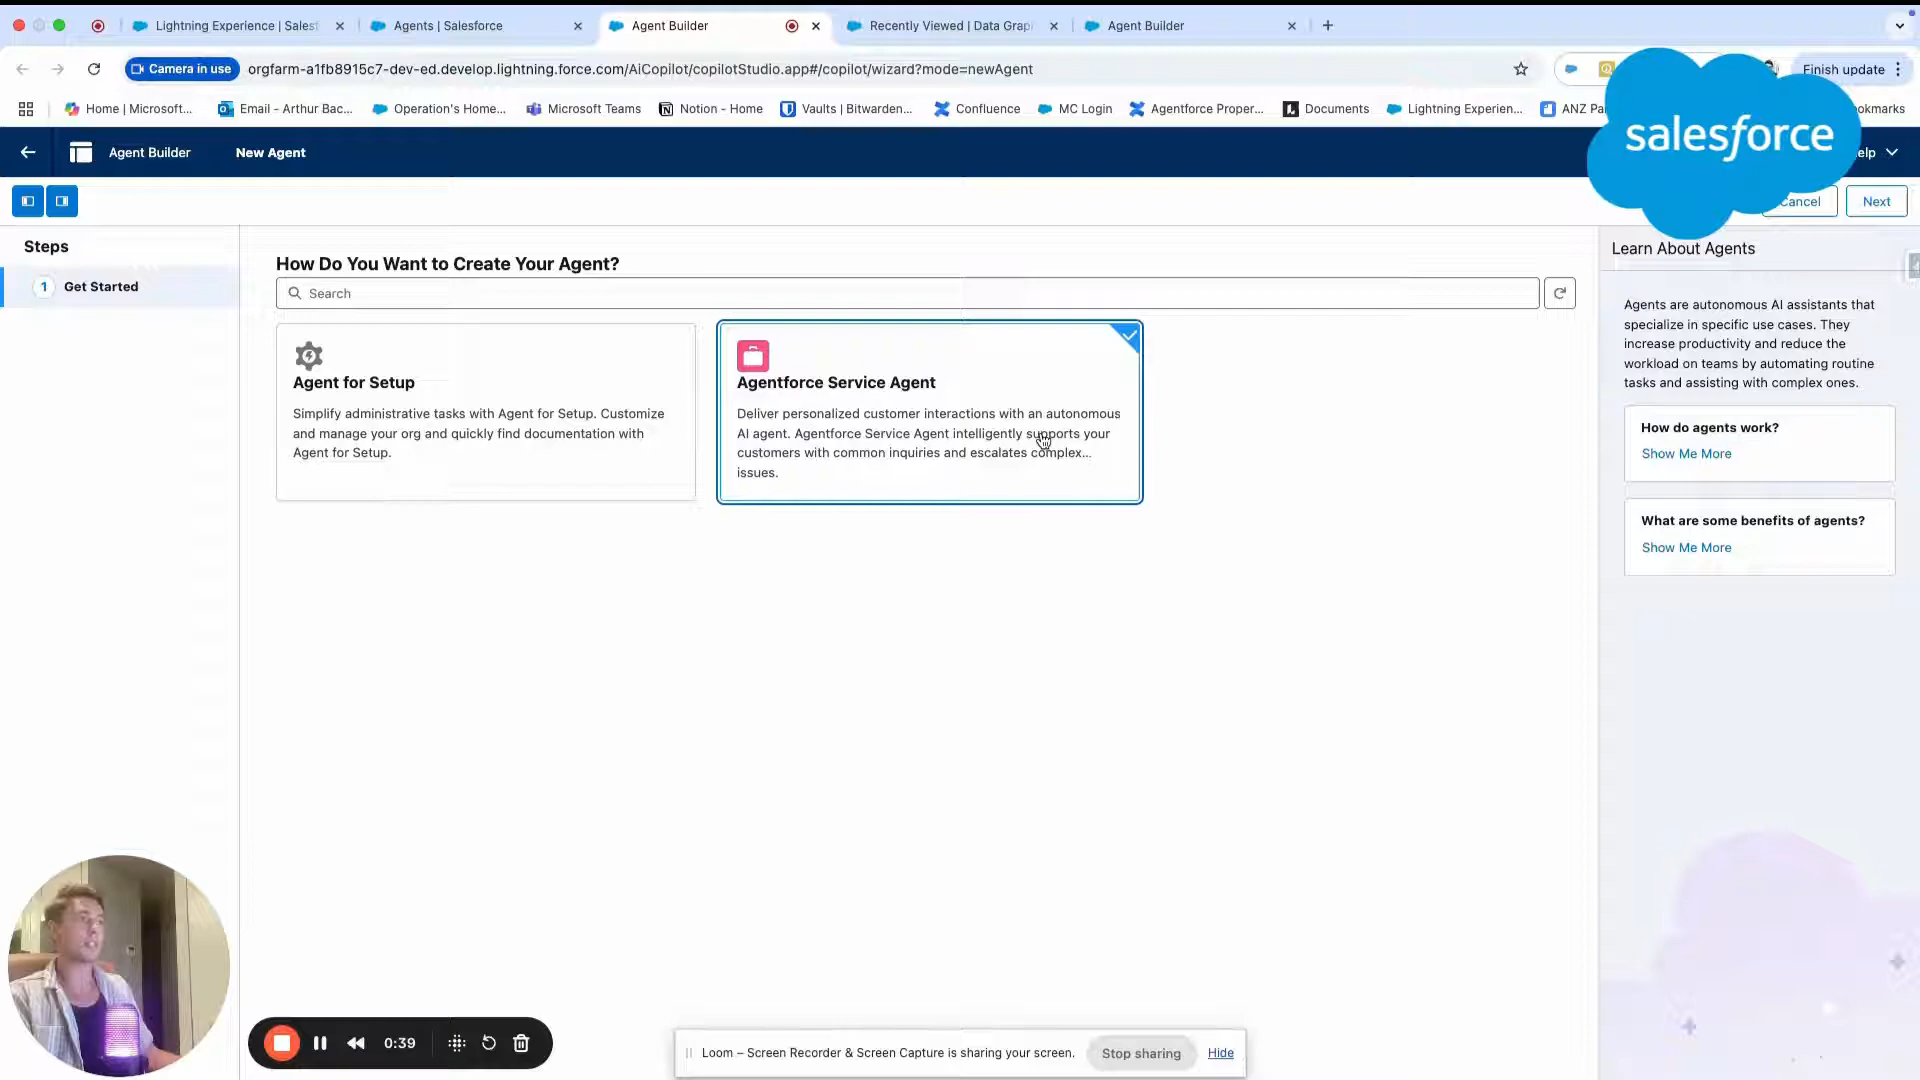 Lightning Experience | Salesf
Agents | Salesforce
Agent Builder
Recently Viewed | Data Grap
Agent Builder
Camera in use
orgfarm-a1fb8915c7-dev-ed.develop.lightning.force.com/AiCopilot/copilotStudio.app#/copilot/wizard?mode=newAgent
Finish update
Home | Microsoft...
Email - Arthur Bac...
Operation's Home...
Microsoft Teams
Notion - Home
Vaults | Bitwarden...
Confluence
MC Login
Agentforce Proper...
Documents
Lightning Experien...
ANZ Pa
ookmarks
salesforce
Agent Builder
New Agent
elp
Cancel
Next
Steps
1 Get Started
How Do You Want to Create Your Agent?
Search
Agent for Setup
Simplify administrative tasks with Agent for Setup. Customize
and manage your org and quickly find documentation with
Agent for Setup.
Agentforce Service Agent
Deliver personalized customer interactions with an autonomous
AI agent. Agentforce Service Agent intelligently supports your
customers with common inquiries and escalates complex...
issues.
Learn About Agents
Agents are autonomous AI assistants that
specialize in specific use cases. They
increase productivity and reduce the
workload on teams by automating routine
tasks and assisting with complex ones.
How do agents work?
Show Me More
What are some benefits of agents?
Show Me More
0:39
Loom – Screen Recorder & Screen Capture is sharing your screen.
Stop sharing
Hide